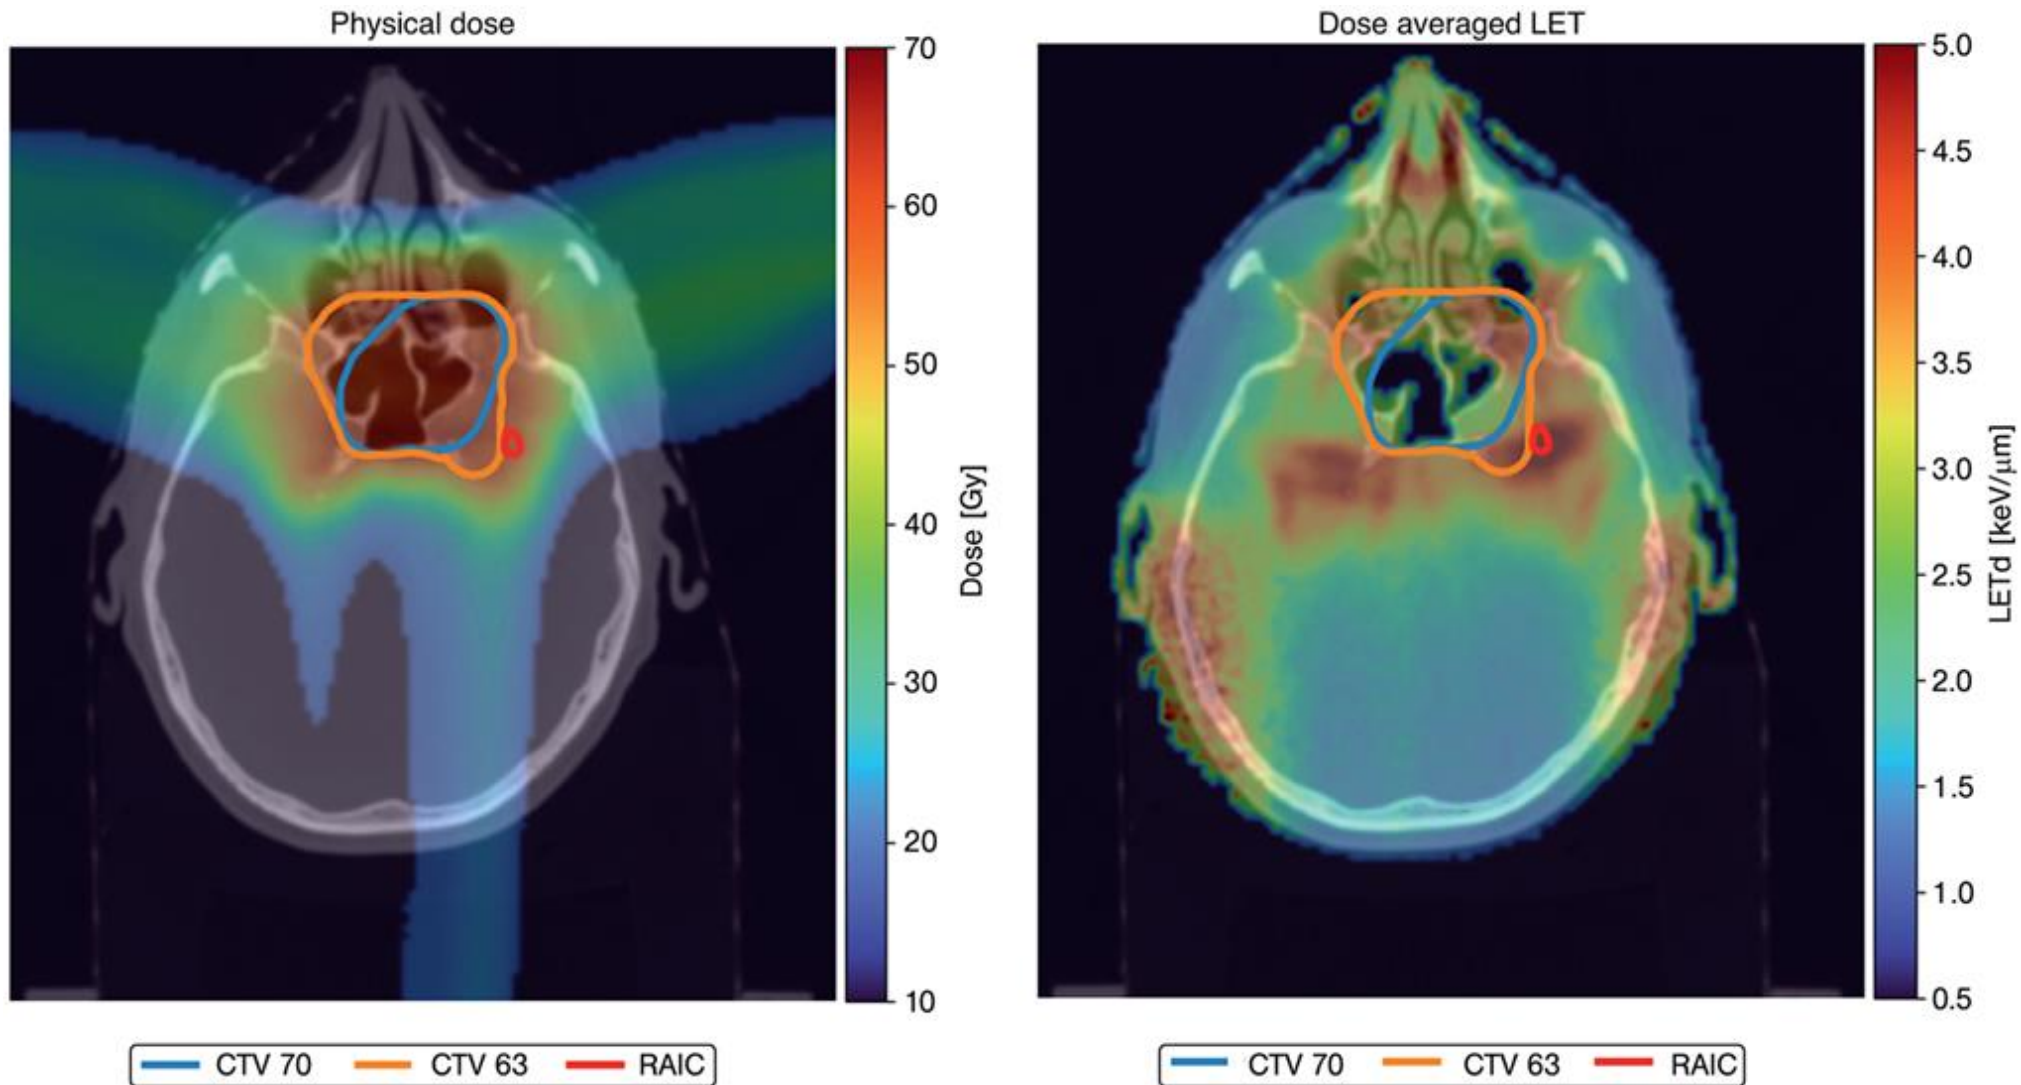 Physical dose
70
60
50
40
30
20
10
Dose [Gy]
CTV 70 CTV 63 RAIC
Dose averaged LET
5.0
4.5
4.0
3.5
3.0
2.5
2.0
1.5
1.0
0.5
LETd [keV/μm]
CTV 70 CTV 63 RAIC